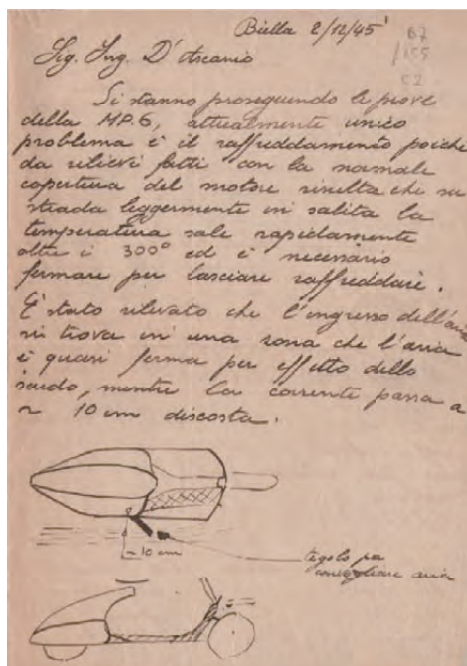 Biella 2/12/45
67
/155
52
Sig. Ing. D'Ascanio
Si stanno proseguendo le prove
della MP.6, attualmente unico
problema è il raffreddamento poichè
da rilievi fatti con la normale
copertura del motore risulta che su
strada leggermente in salita la
temperatura sale rapidamente
oltre i 300° ed è necessario
fermare per lasciare raffreddare.
E' stato rilevato che l'ingresso dell'aria
si trova in una zona che l'aria
è quasi ferma per effetto dello
scudo, mentre la corrente passa a
~ 10 cm discosta.
~ 10 cm
tegolo per
convogliare aria